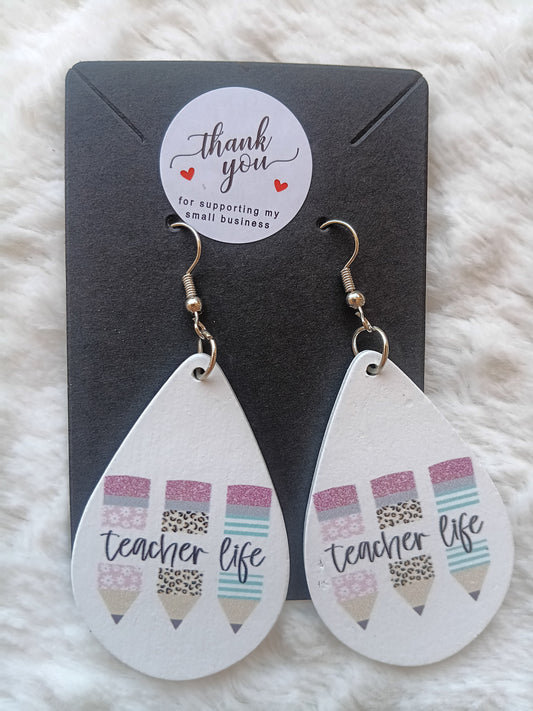 thank
you
for supporting my
small business
teacher life
teacher life